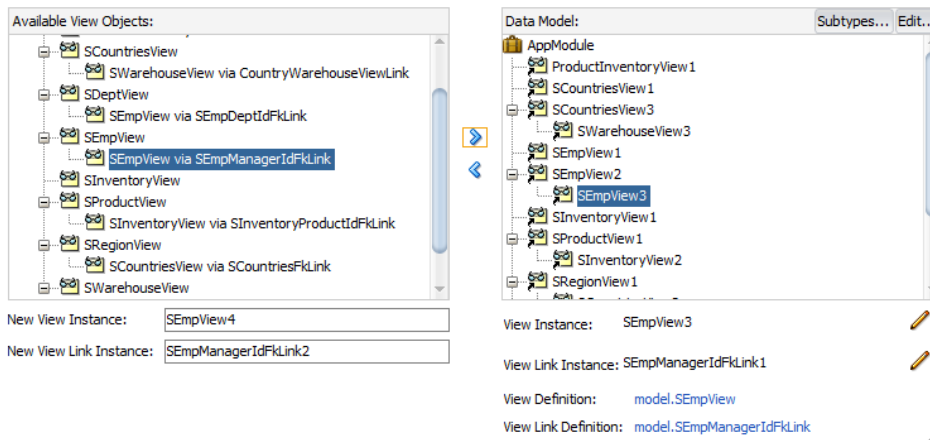 Available View Objects:
SCountriesView
SWarehouseView via CountryWarehouseViewLink
SDeptView
SEmpView via SEmpDeptIdFkLink
SEmpView
SEmpView via SEmpManagerIdFkLink
SInventoryView
SProductView
SInventoryView via SInventoryProductIdFkLink
SRegionView
SCountriesView via SCountriesFkLink
SWarehouseView
New View Instance: SEmpView4
New View Link Instance: SEmpManagerIdFkLink2
Data Model: Subtypes... Edit...
AppModule
ProductInventoryView1
SCountriesView1
SCountriesView3
SWarehouseView3
SEmpView1
SEmpView2
SEmpView3
SInventoryView1
SProductView1
SInventoryView2
SRegionView1
View Instance: SEmpView3
View Link Instance: SEmpManagerIdFkLink1
View Definition: model.SEmpView
View Link Definition: model.SEmpManagerIdFkLink